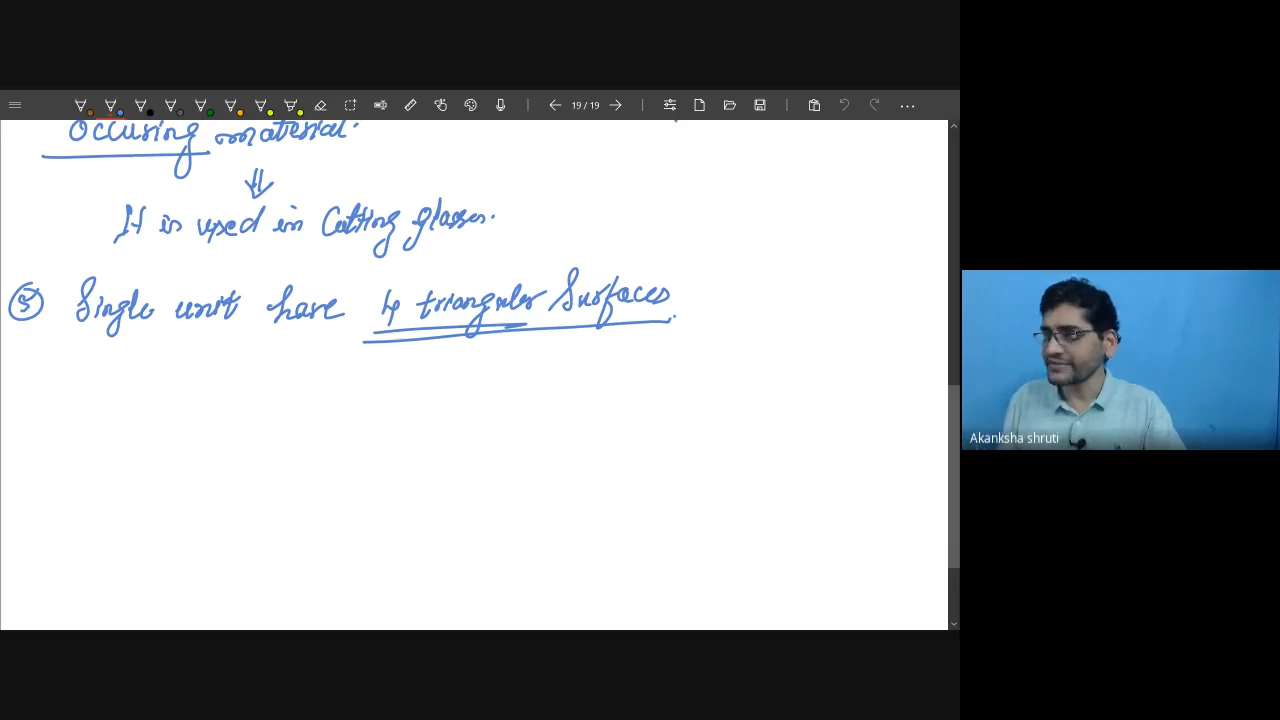 19 / 19
Occuring material.
⇓
It is used in Cutting glasses.
⑤ Single unit have 4 triangular Surfaces.
Akanksha shruti